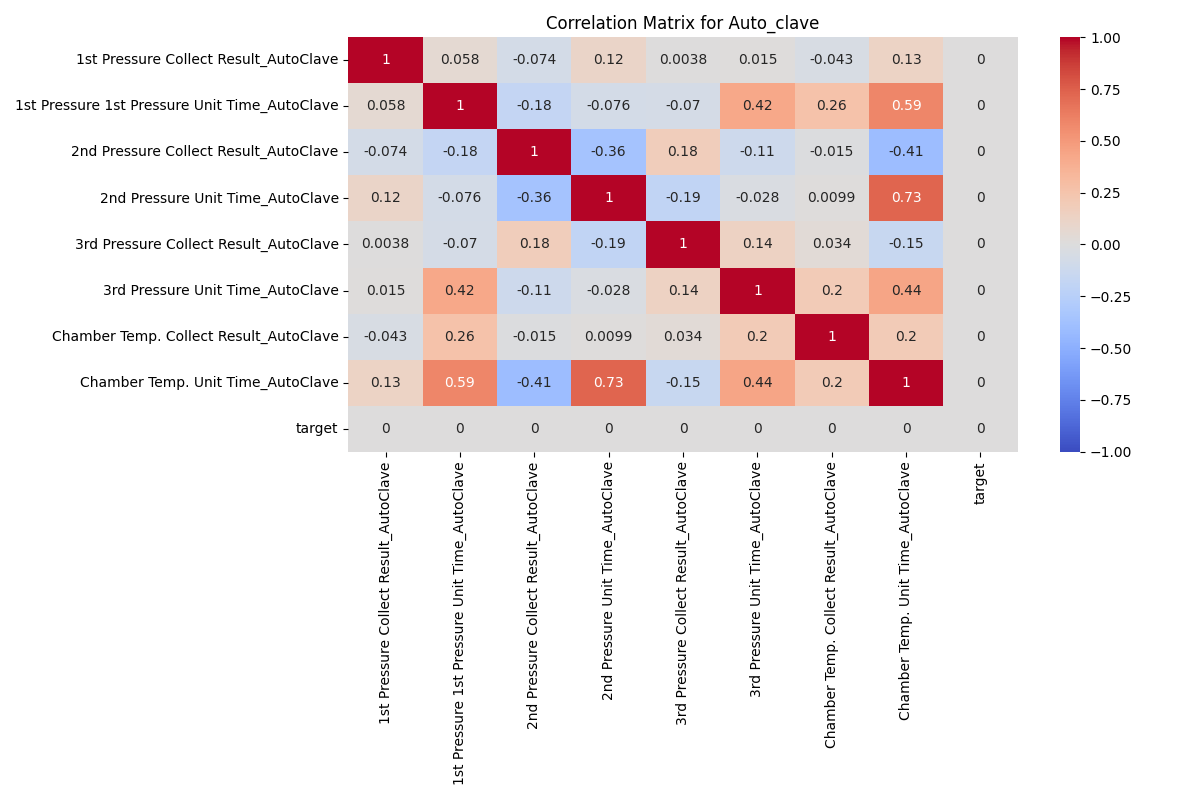 Correlation Matrix for Auto_clave
1st Pressure Collect Result_AutoClave 1 0.058 -0.074 0.12 0.0038 0.015 -0.043 0.13 0
1st Pressure 1st Pressure Unit Time_AutoClave 0.058 1 -0.18 -0.076 -0.07 0.42 0.26 0.59 0
2nd Pressure Collect Result_AutoClave -0.074 -0.18 1 -0.36 0.18 -0.11 -0.015 -0.41 0
2nd Pressure Unit Time_AutoClave 0.12 -0.076 -0.36 1 -0.19 -0.028 0.0099 0.73 0
3rd Pressure Collect Result_AutoClave 0.0038 -0.07 0.18 -0.19 1 0.14 0.034 -0.15 0
3rd Pressure Unit Time_AutoClave 0.015 0.42 -0.11 -0.028 0.14 1 0.2 0.44 0
Chamber Temp. Collect Result_AutoClave -0.043 0.26 -0.015 0.0099 0.034 0.2 1 0.2 0
Chamber Temp. Unit Time_AutoClave 0.13 0.59 -0.41 0.73 -0.15 0.44 0.2 1 0
target 0 0 0 0 0 0 0 0 0
1st Pressure Collect Result_AutoClave
1st Pressure 1st Pressure Unit Time_AutoClave
2nd Pressure Collect Result_AutoClave
2nd Pressure Unit Time_AutoClave
3rd Pressure Collect Result_AutoClave
3rd Pressure Unit Time_AutoClave
Chamber Temp. Collect Result_AutoClave
Chamber Temp. Unit Time_AutoClave
target
1.00
0.75
0.50
0.25
0.00
−0.25
−0.50
−0.75
−1.00